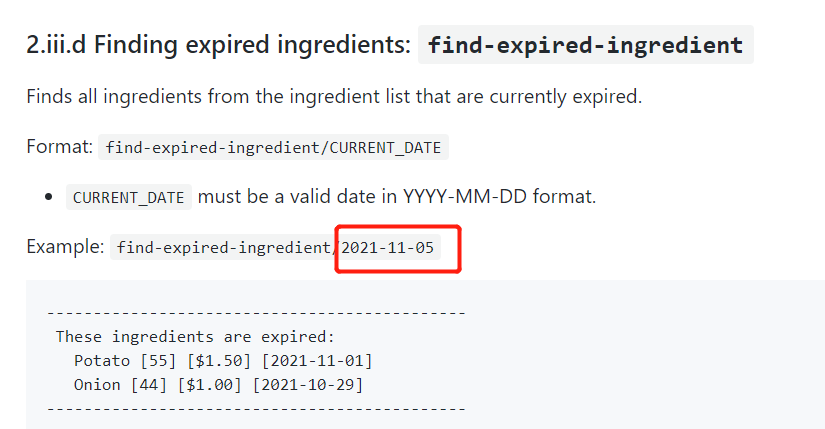 2.iii.d Finding expired ingredients: find-expired-ingredient
Finds all ingredients from the ingredient list that are currently expired.
Format: find-expired-ingredient/CURRENT_DATE
• CURRENT_DATE must be a valid date in YYYY-MM-DD format.
Example: find-expired-ingredient/2021-11-05
---------------------------------------------
These ingredients are expired:
Potato [55] [$1.50] [2021-11-01]
Onion [44] [$1.00] [2021-10-29]
---------------------------------------------